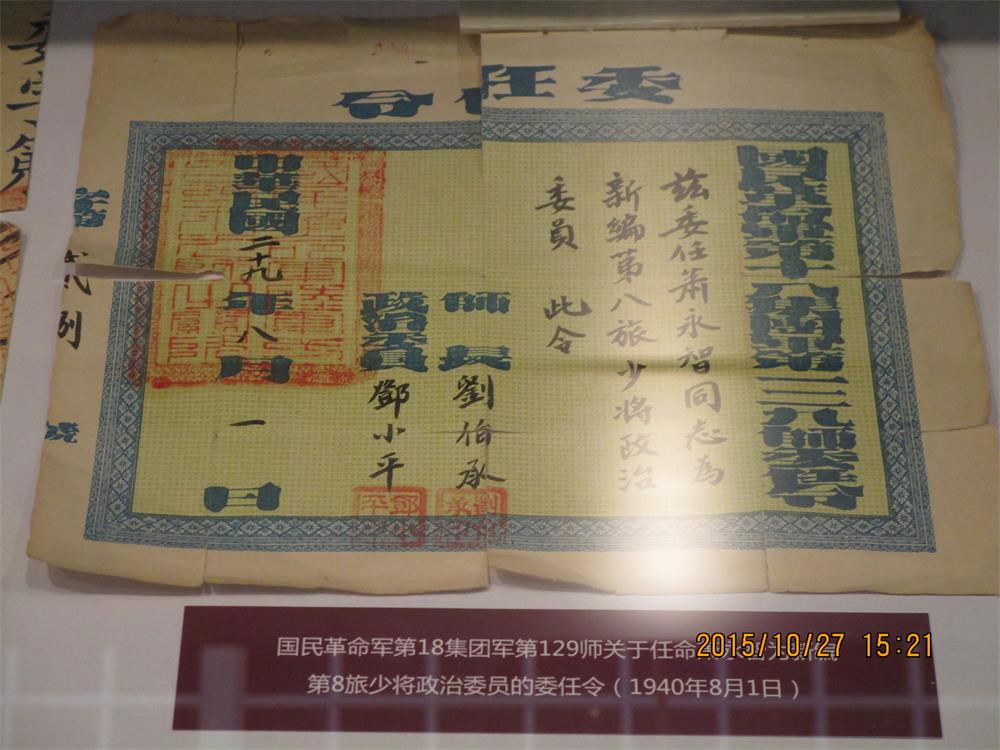 委任令
國民革命軍第十八集團軍第一二九師委任令
茲委任蕭永智同志為
新編第八旅少將政治
委員 此令
師長 劉伯承
政治委員 鄧小平
中華民國二十九年八月一日
字第貳捌號
国民革命军第18集团军第129师关于任命
第8旅少将政治委员的委任令(1940年8月1日)
2015/10/27 15:21